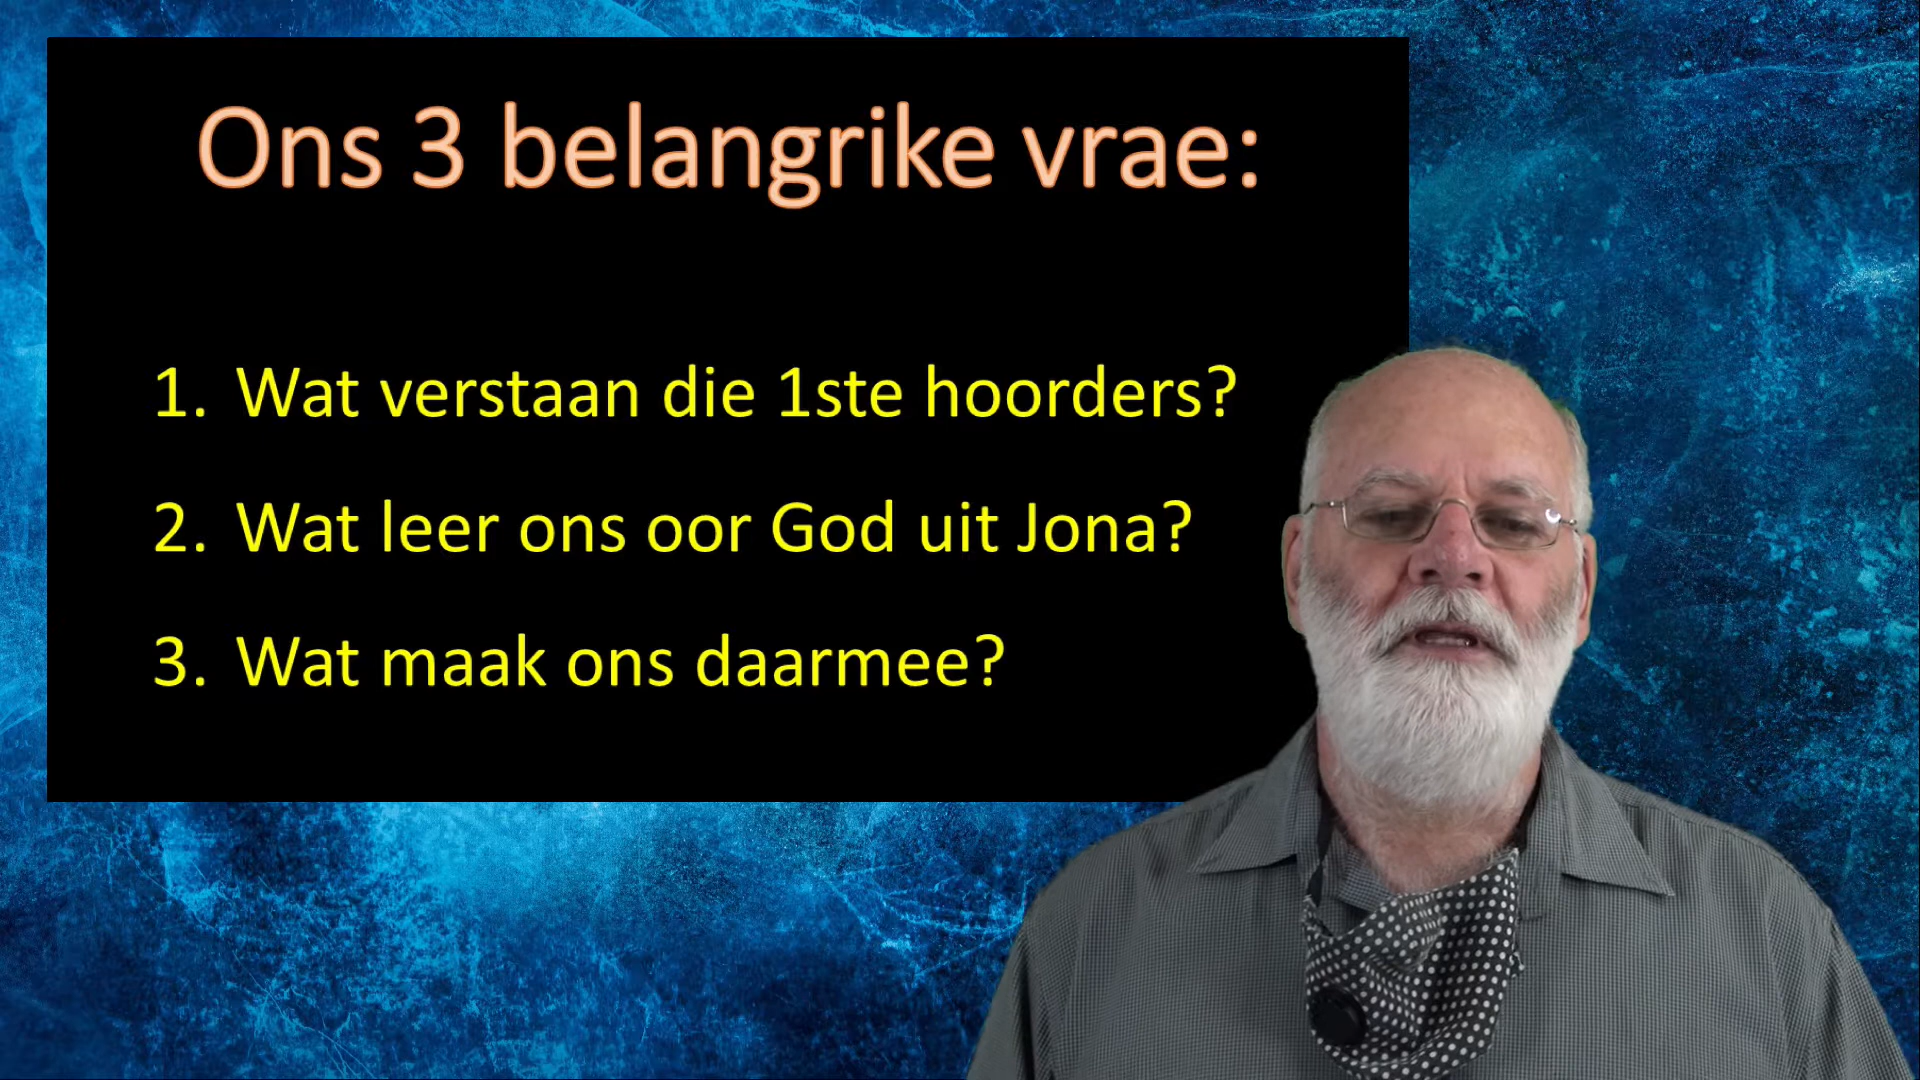 Ons 3 belangrike vrae:
1. Wat verstaan die 1ste hoorders?
2. Wat leer ons oor God uit Jona?
3. Wat maak ons daarmee?